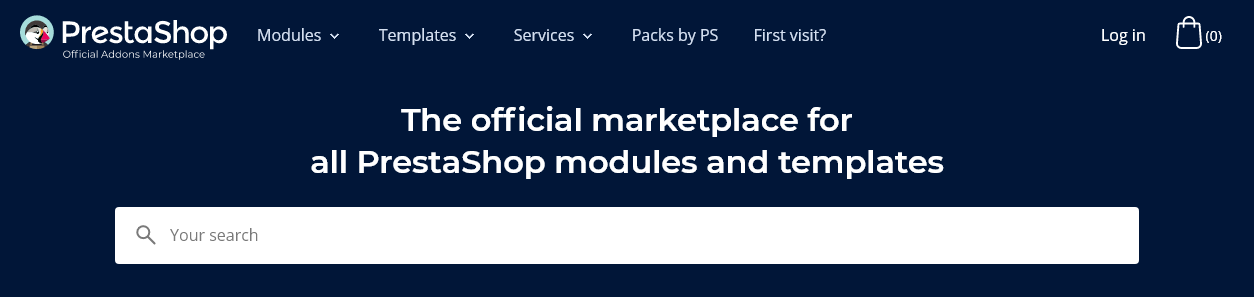 PrestaShop
Official Addons Marketplace
Modules
Templates
Services
Packs by PS
First visit?
Log in
(0)
The official marketplace for
all PrestaShop modules and templates
Your search